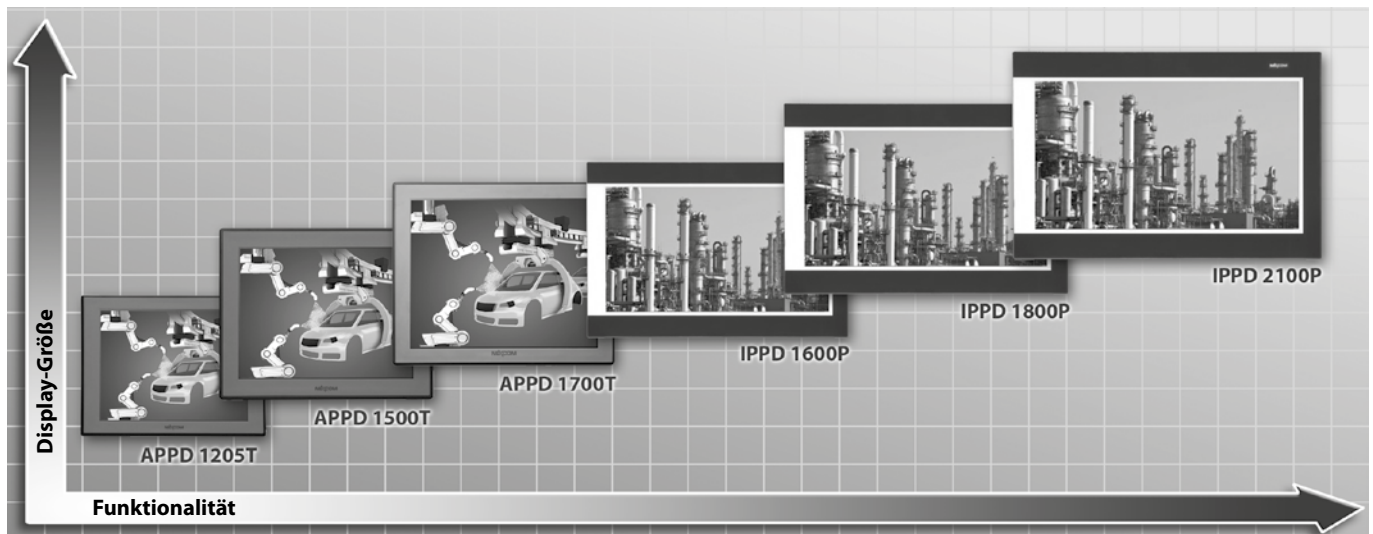 IPPD 2100P
IPPD 1800P
IPPD 1600P
APPD 1700T
APPD 1500T
APPD 1205T
Display-Größe
Funktionalität